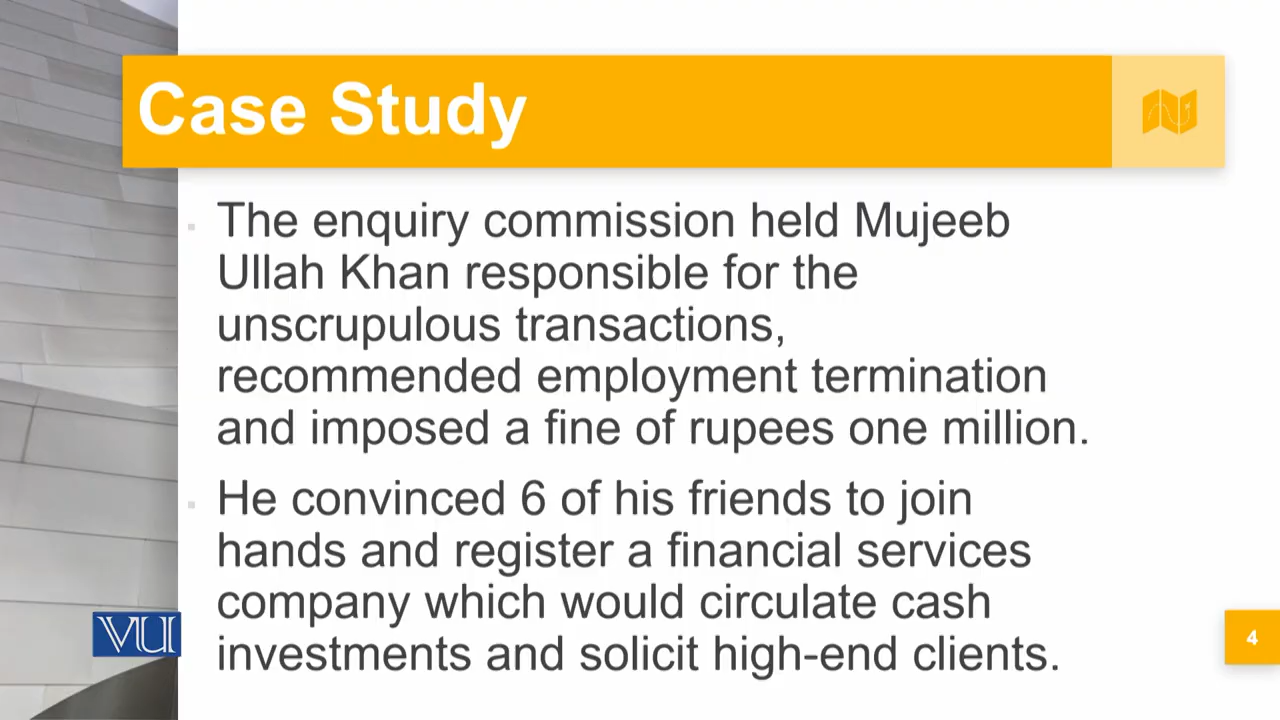 Case Study
The enquiry commission held Mujeeb
Ullah Khan responsible for the
unscrupulous transactions,
recommended employment termination
and imposed a fine of rupees one million.
He convinced 6 of his friends to join
hands and register a financial services
company which would circulate cash
investments and solicit high-end clients.
VU
4